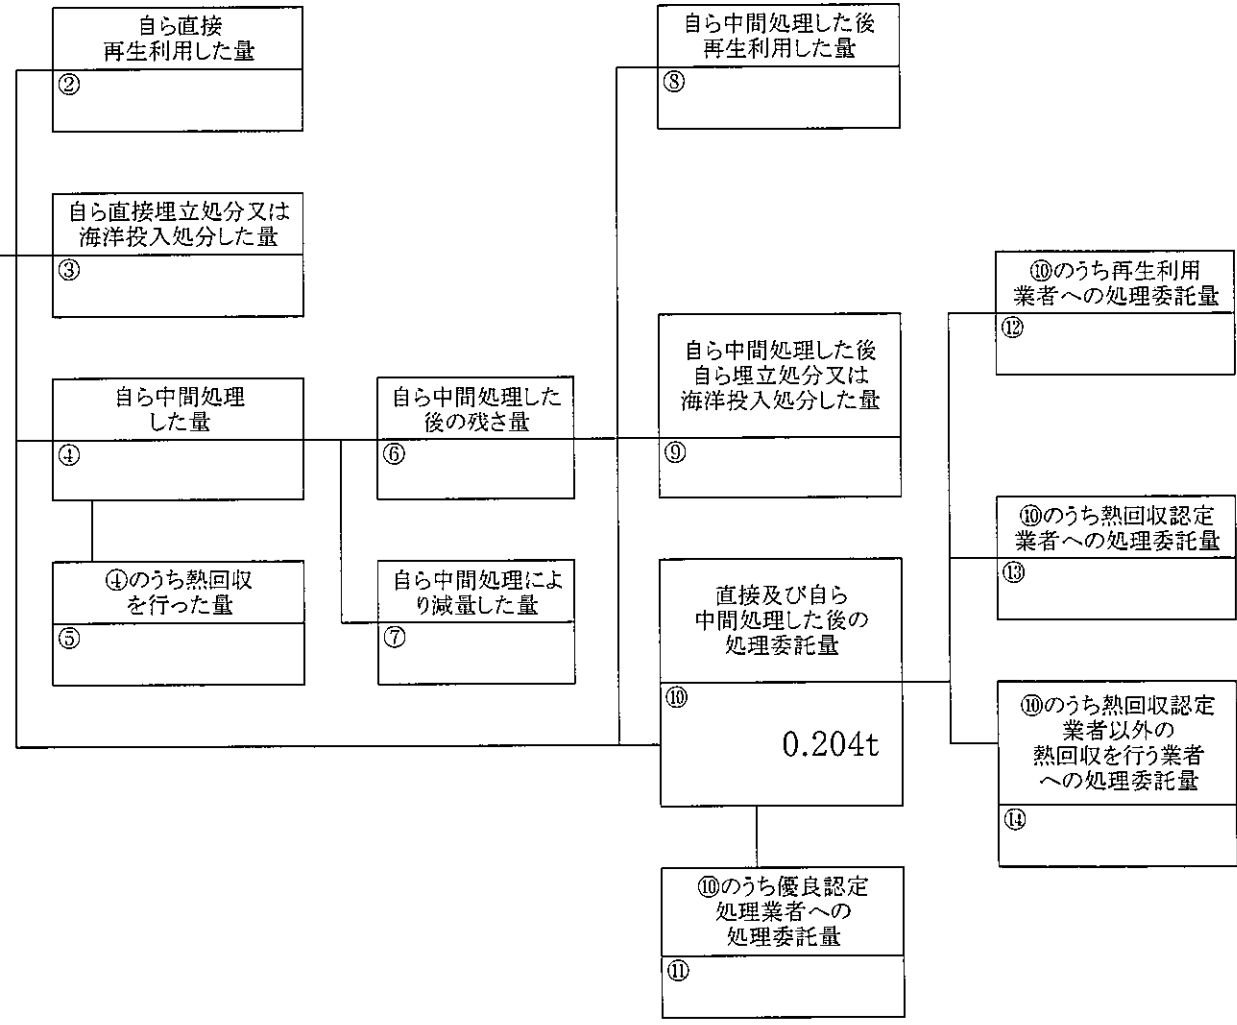 自ら直接
再生利用した量
②
自ら中間処理した後
再生利用した量
⑧
自ら直接埋立処分又は
海洋投入処分した量
③
⑩のうち再生利用
業者への処理委託量
⑫
自ら中間処理した後
自ら埋立処分又は
海洋投入処分した量
⑨
自ら中間処理
した量
④
自ら中間処理した
後の残さ量
⑥
⑩のうち熱回収認定
業者への処理委託量
⑬
④のうち熱回収
を行った量
⑤
自ら中間処理によ
り減量した量
⑦
直接及び自ら
中間処理した後の
処理委託量
⑩
0.204t
⑩のうち熱回収認定
業者以外の
熱回収を行う業者
への処理委託量
⑭
⑩のうち優良認定
処理業者への
処理委託量
⑪